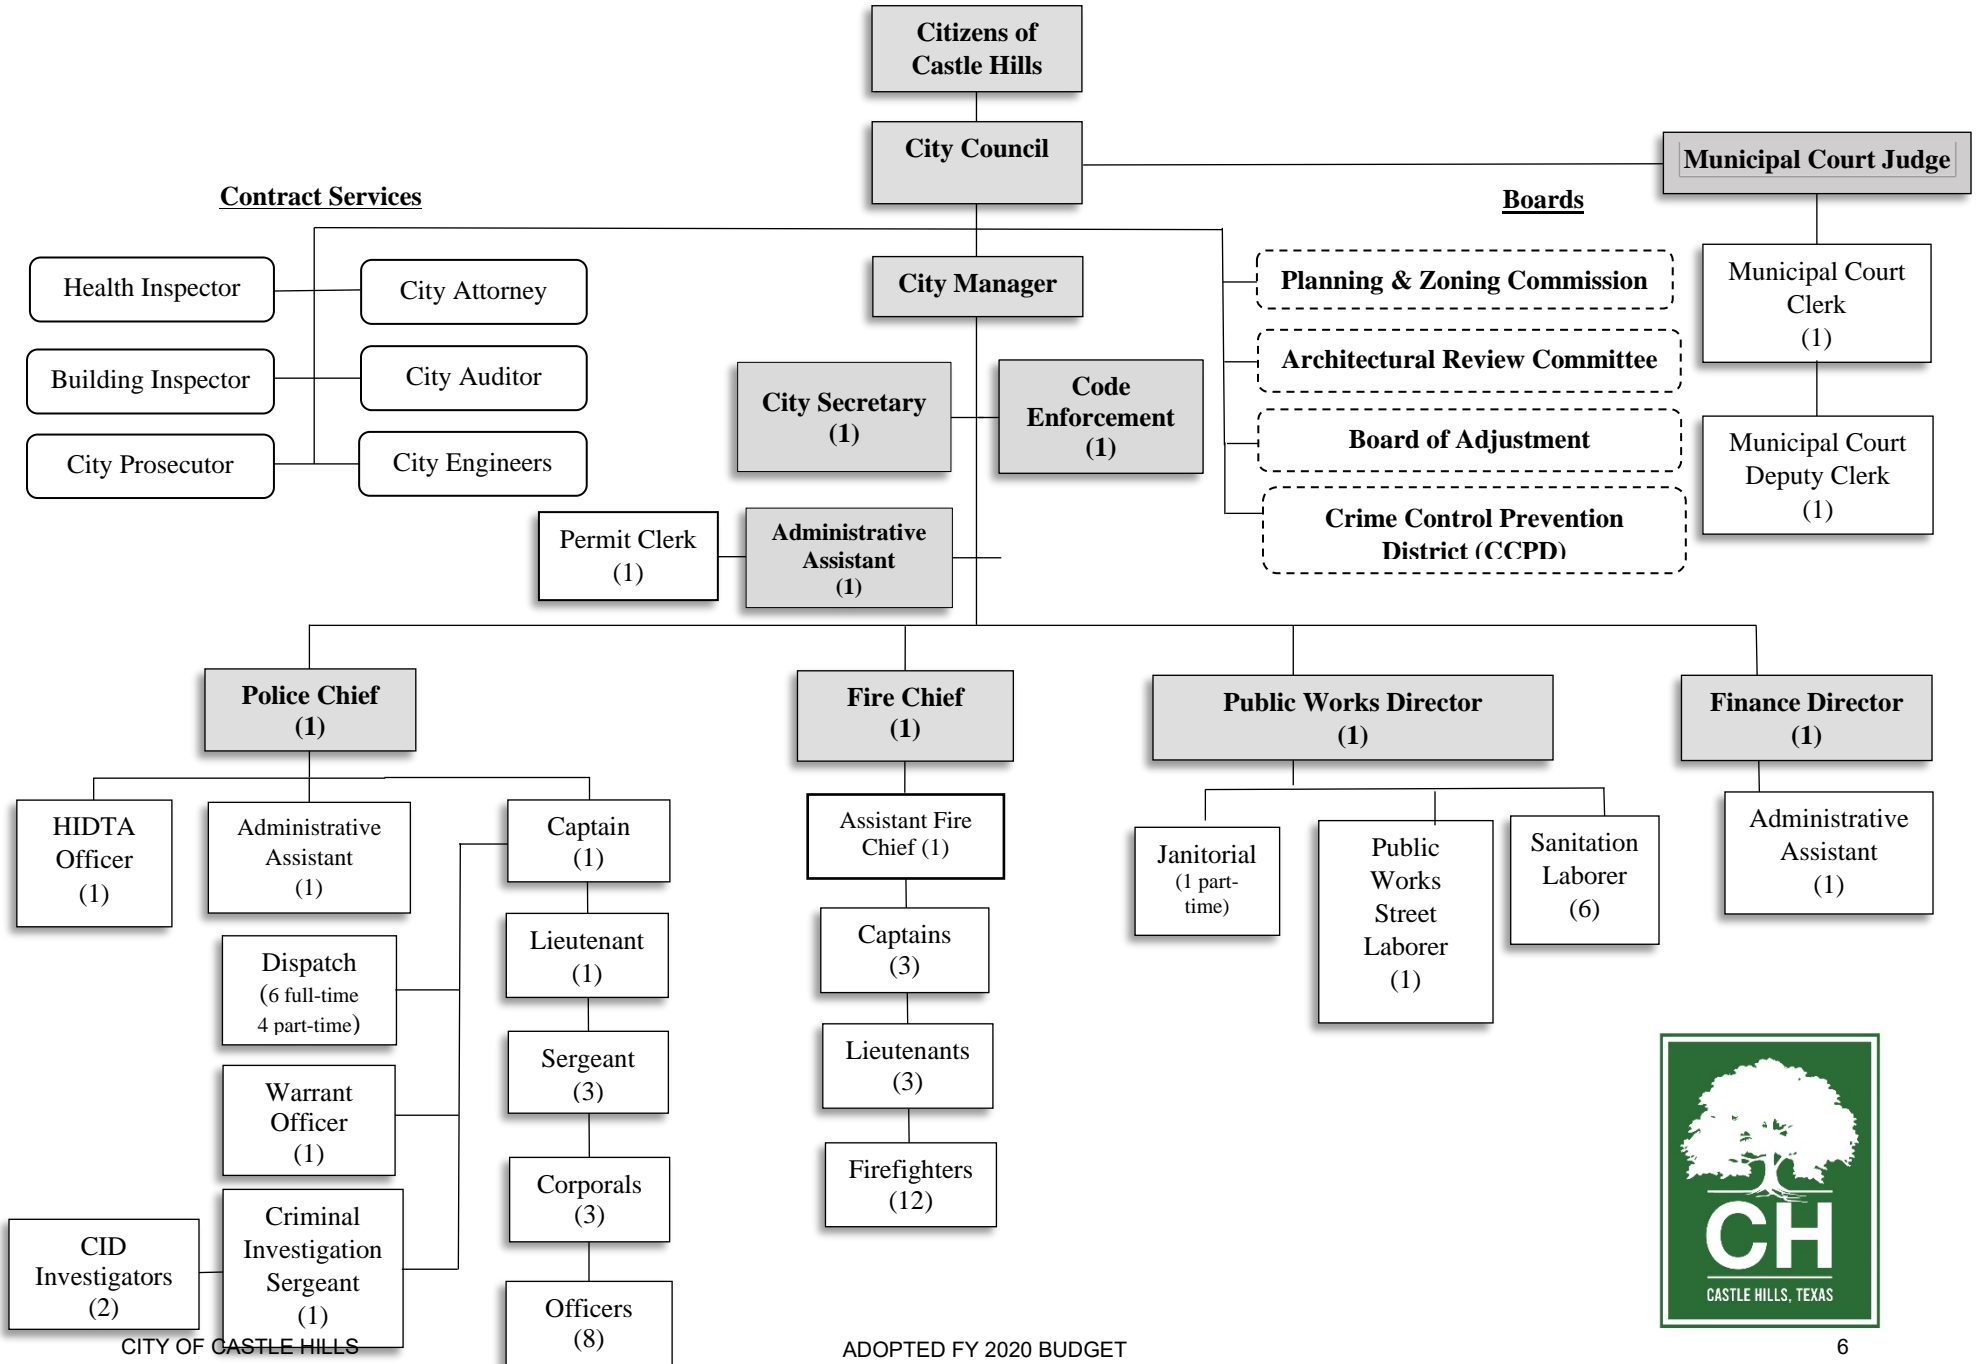 Citizens of
Castle Hills
City Council
Municipal Court Judge
Contract Services
Boards
Health Inspector
City Attorney
Building Inspector
City Auditor
City Prosecutor
City Engineers
City Manager
Planning & Zoning Commission
Architectural Review Committee
Board of Adjustment
Crime Control Prevention
District (CCPD)
Municipal Court
Clerk
(1)
Municipal Court
Deputy Clerk
(1)
City Secretary
(1)
Code
Enforcement
(1)
Permit Clerk
(1)
Administrative
Assistant
(1)
Police Chief
(1)
Fire Chief
(1)
Public Works Director
(1)
Finance Director
(1)
HIDTA
Officer
(1)
Administrative
Assistant
(1)
Captain
(1)
Dispatch
(6 full-time
4 part-time)
Warrant
Officer
(1)
Criminal
Investigation
Sergeant
(1)
CID
Investigators
(2)
Lieutenant
(1)
Sergeant
(3)
Corporals
(3)
Officers
(8)
Assistant Fire
Chief (1)
Captains
(3)
Lieutenants
(3)
Firefighters
(12)
Janitorial
(1 part-
time)
Public
Works
Street
Laborer
(1)
Sanitation
Laborer
(6)
Administrative
Assistant
(1)
CH
CASTLE HILLS, TEXAS
CITY OF CASTLE HILLS
ADOPTED FY 2020 BUDGET
6